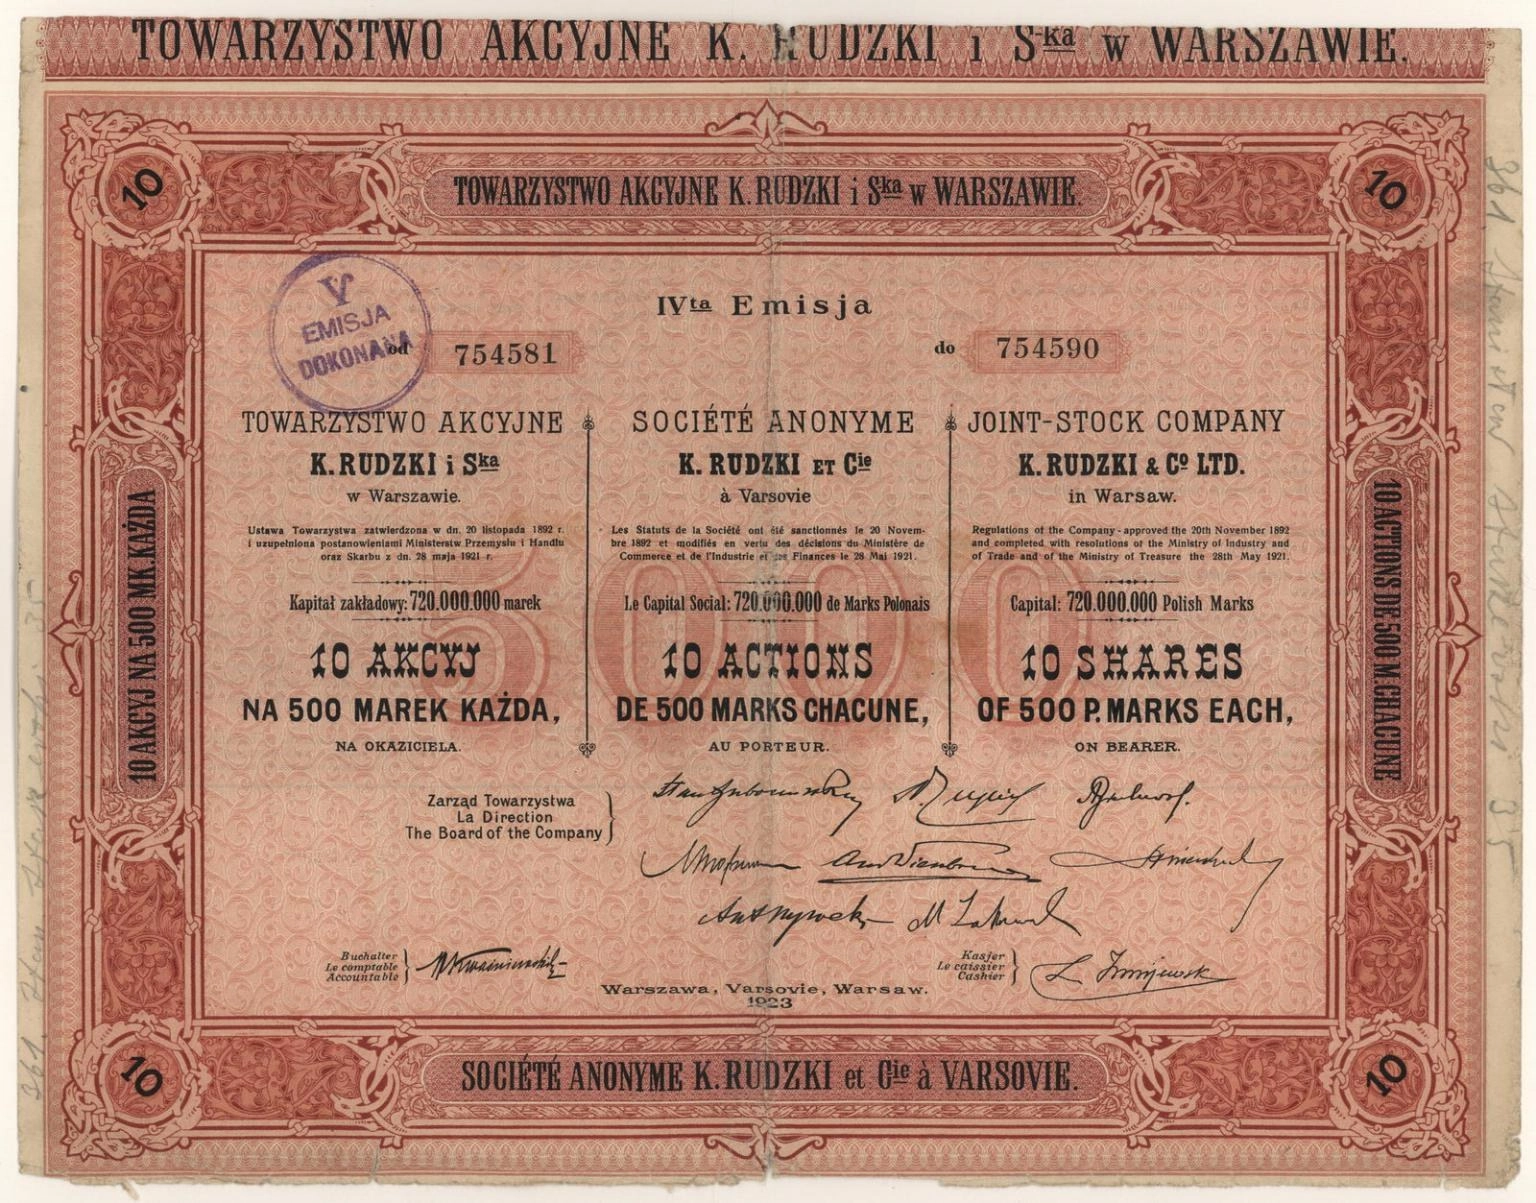 TOWARZYSTWO AKCYJNE K. RUDZKI i Ska w WARSZAWIE.
10
TOWARZYSTWO AKCYJNE K. RUDZKI i Ska w WARSZAWIE.
10
V
EMISJA
DOKONANA
IVta Emisja
od 754581 do 754590
TOWARZYSTWO AKCYJNE
K. RUDZKI i Ska
w Warszawie.
Ustawa Towarzystwa zatwierdzona w dn. 20 listopada 1892 r.
i uzupełniona postanowieniami Ministerstw Przemysłu i Handlu
oraz Skarbu z dn. 28 maja 1921 r.
Kapitał zakładowy: 720.000.000 marek
10 AKCYJ
NA 500 MAREK KAŻDA,
NA OKAZICIELA.
SOCIÉTÉ ANONYME
K. RUDZKI ET Cie
à Varsovie
Les Statuts de la Société ont été sanctionnés le 20 Novem-
bre 1892 et modifiés en vertu des décisions du Ministère de
Commerce et de l'Industrie et des Finances le 28 Mai 1921.
Le Capital Social: 720.000.000 de Marks Polonais
10 ACTIONS
DE 500 MARKS CHACUNE,
AU PORTEUR.
JOINT-STOCK COMPANY
K. RUDZKI & Co LTD.
in Warsaw.
Regulations of the Company - approved the 20th November 1892
and completed with resolutions of the Ministry of Industry and
of Trade and of the Ministry of Treasure the 28th May 1921.
Capital: 720.000.000 Polish Marks
10 SHARES
OF 500 P. MARKS EACH,
ON BEARER.
5000
10 AKCYJ NA 500 MK. KAŻDA
10 ACTIONS DE 500 M. CHACUNE
Zarząd Towarzystwa
La Direction
The Board of the Company
Buchalter
Le comptable
Accountable
Kasjer
Le caissier
Cashier
Warszawa, Varsovie, Warsaw.
1923
10
SOCIÉTÉ ANONYME K. RUDZKI et Cie à VARSOVIE.
10